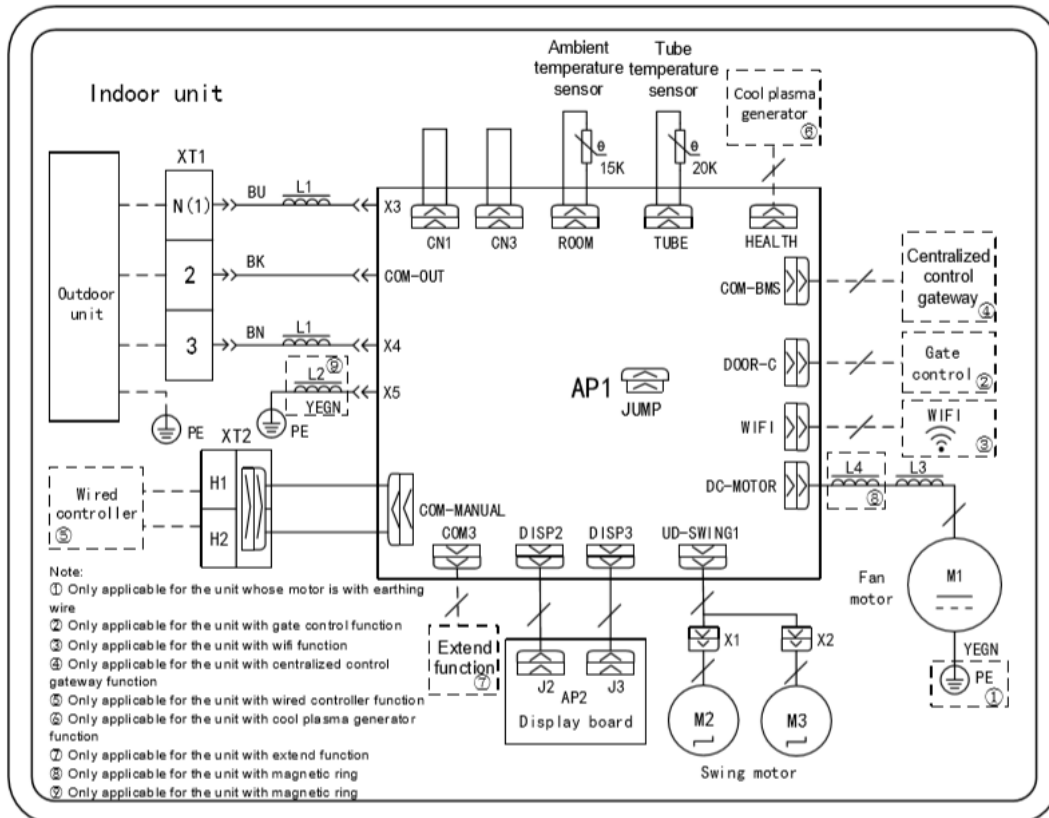 Indoor unit
Ambient
temperature
sensor
Tube
temperature
sensor
Cool plasma
generator
⑥
θ
15K
θ
20K
XT1
Outdoor
unit
N(1)
BU
L1
X3
2
BK
COM-OUT
3
BN
L1
X4
L2
⑨
YEGN
X5
PE
PE
CN1
CN3
ROOM
TUBE
HEALTH
COM-BMS
Centralized
control
gateway
④
DOOR-C
Gate
control
②
AP1
JUMP
WIFI
WIFI
③
DC-MOTOR
L4
⑧
L3
XT2
Wired
controller
⑤
H1
H2
COM-MANUAL
COM3
DISP2
DISP3
UD-SWING1
Fan
motor
M1
YEGN
PE
①
Extend
function
⑦
J2
J3
AP2
Display board
X1
X2
M2
M3
Swing motor
Note:
① Only applicable for the unit whose motor is with earthing
wire
② Only applicable for the unit with gate control function
③ Only applicable for the unit with wifi function
④ Only applicable for the unit with centralized control
gateway function
⑤ Only applicable for the unit with wired controller function
⑥ Only applicable for the unit with cool plasma generator
function
⑦ Only applicable for the unit with extend function
⑧ Only applicable for the unit with magnetic ring
⑨ Only applicable for the unit with magnetic ring